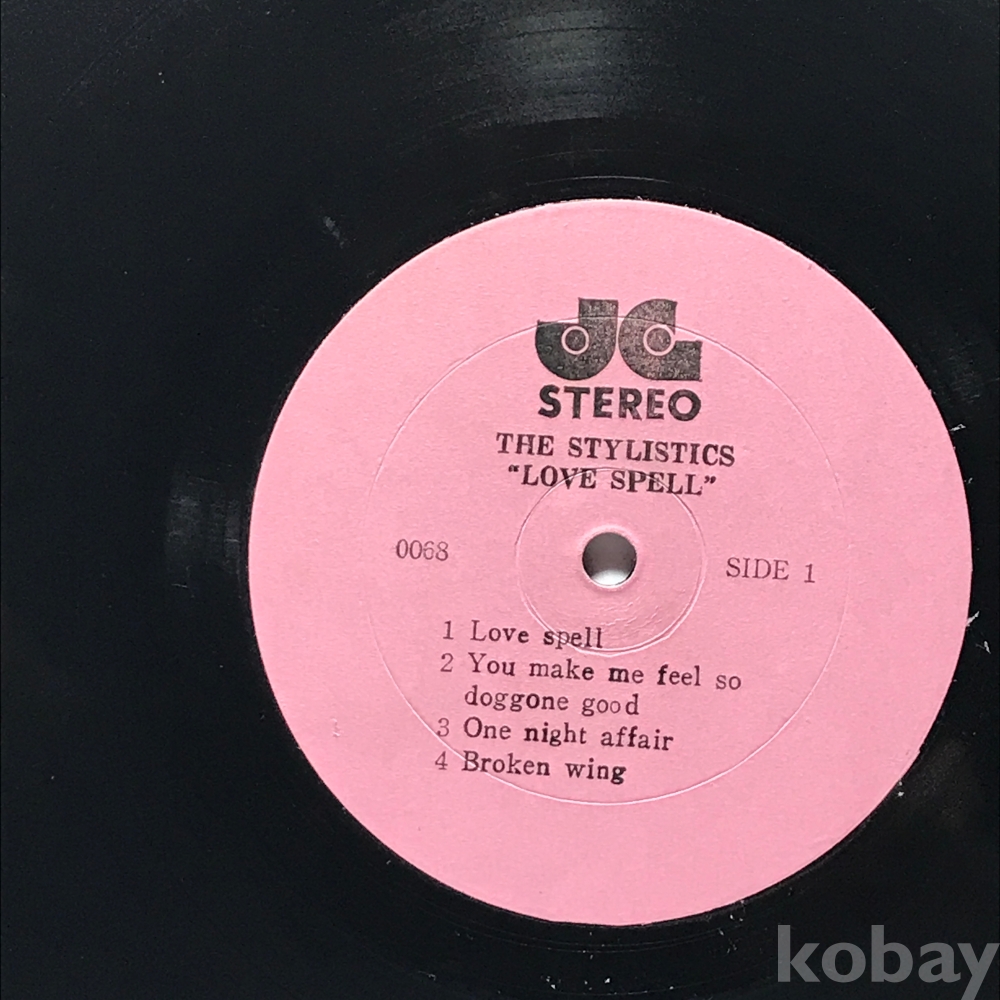 JC
STEREO
THE STYLISTICS
“LOVE SPELL”
0068
SIDE 1
1 Love spell
2 You make me feel so
doggone good
3 One night affair
4 Broken wing
kobay